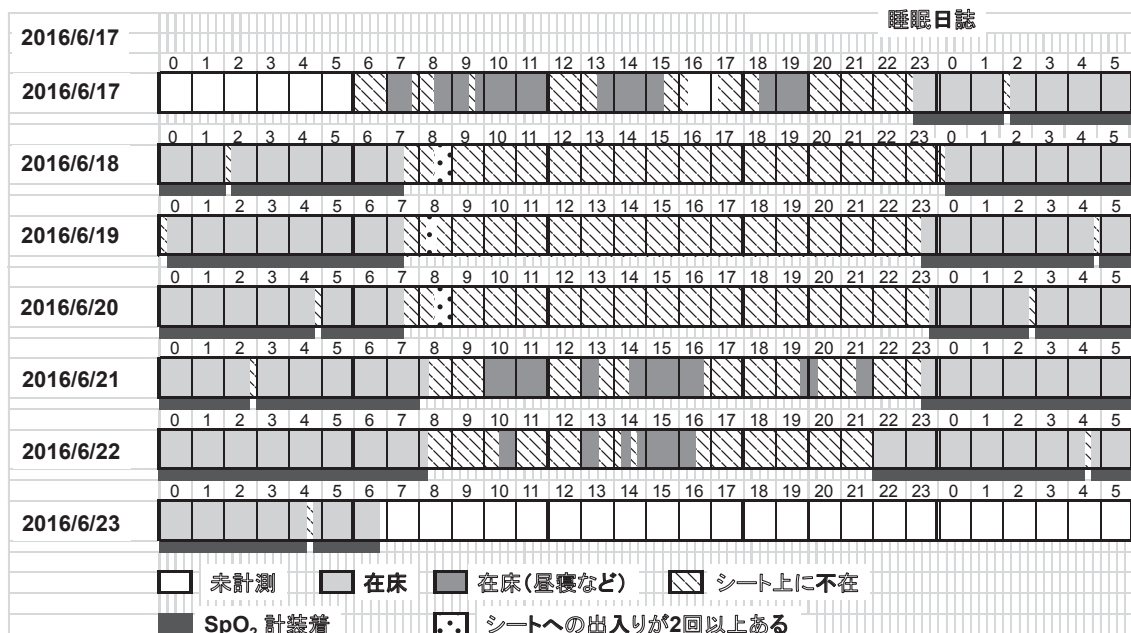 睡眠日誌
2016/6/17
0 1 2 3 4 5 6 7 8 9 10 11 12 13 14 15 16 17 18 19 20 21 22 23 0 1 2 3 4 5
2016/6/17
0 1 2 3 4 5 6 7 8 9 10 11 12 13 14 15 16 17 18 19 20 21 22 23 0 1 2 3 4 5
2016/6/18
0 1 2 3 4 5 6 7 8 9 10 11 12 13 14 15 16 17 18 19 20 21 22 23 0 1 2 3 4 5
2016/6/19
0 1 2 3 4 5 6 7 8 9 10 11 12 13 14 15 16 17 18 19 20 21 22 23 0 1 2 3 4 5
2016/6/20
0 1 2 3 4 5 6 7 8 9 10 11 12 13 14 15 16 17 18 19 20 21 22 23 0 1 2 3 4 5
2016/6/21
0 1 2 3 4 5 6 7 8 9 10 11 12 13 14 15 16 17 18 19 20 21 22 23 0 1 2 3 4 5
2016/6/22
0 1 2 3 4 5 6 7 8 9 10 11 12 13 14 15 16 17 18 19 20 21 22 23 0 1 2 3 4 5
2016/6/23
未計測 在床 在床(昼寝など) シート上に不在
SpO₂ 計装着 シートへの出入りが2回以上ある